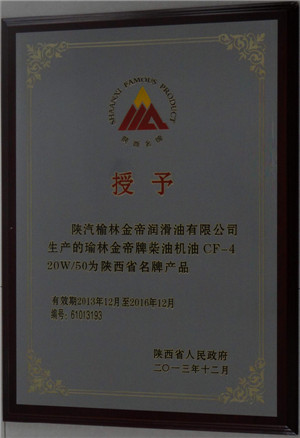 SHAANXI FAMOUS PRODUCT
陕西名牌
授予
陕汽榆林金帝润滑油有限公司
生产的瑜林金帝牌柴油机油 CF-4
20W/50为陕西省名牌产品
有效期2013年12月至2016年12月
编号:61013193
陕西省人民政府
二〇一三年十二月